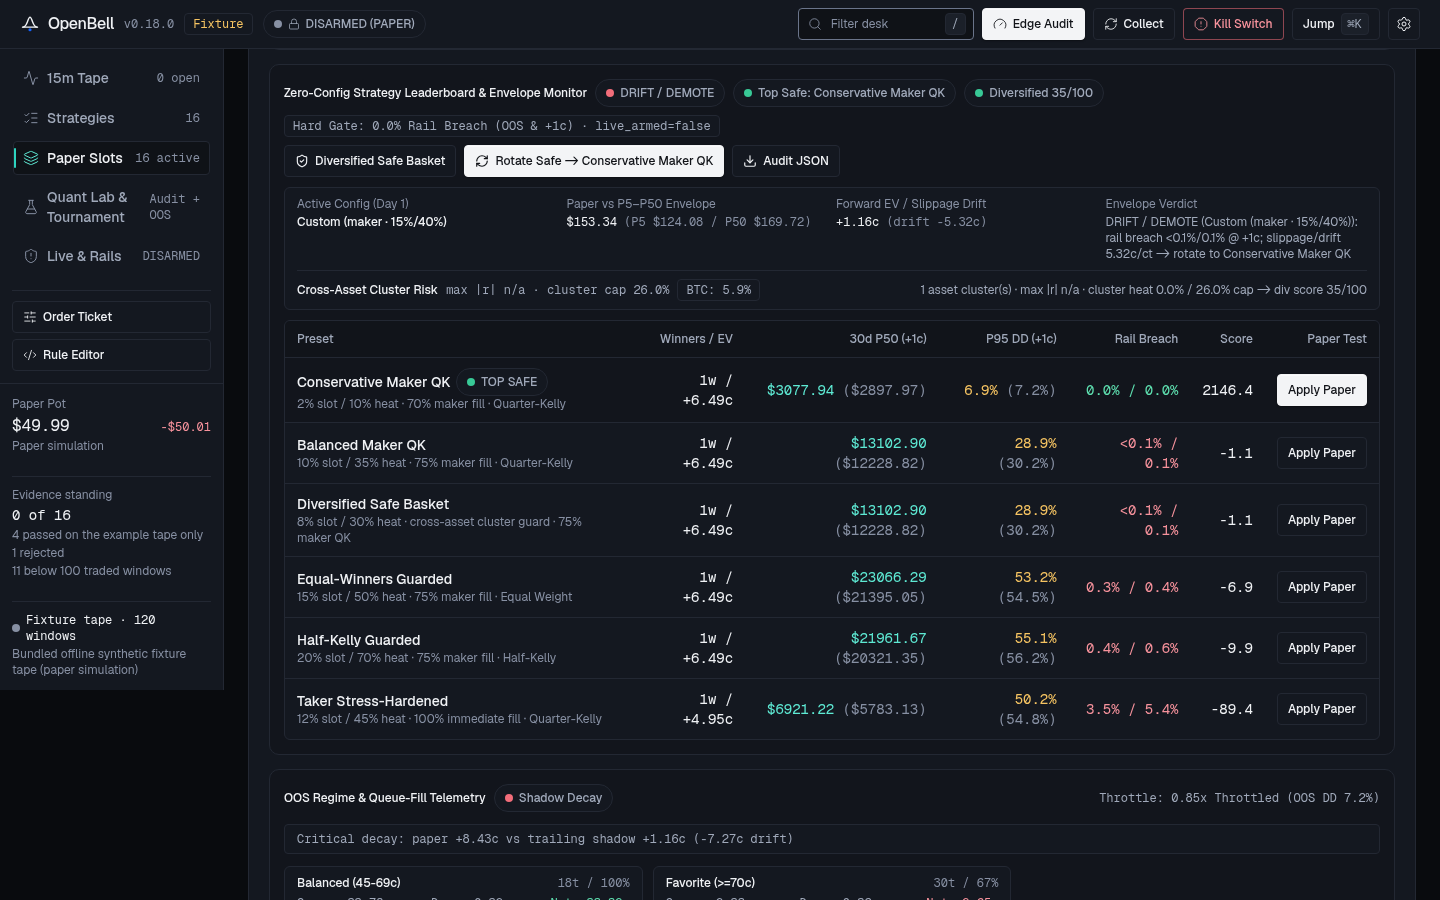 OpenBell v0.18.0 Fixture DISARMED (PAPER) Filter desk / Edge Audit Collect Kill Switch Jump ⌘K
15m Tape 0 open
Strategies 16
Paper Slots 16 active
Quant Lab & Tournament Audit + OOS
Live & Rails DISARMED
Order Ticket
Rule Editor
Paper Pot
$49.99 -$50.01
Paper simulation
Evidence standing
0 of 16
4 passed on the example tape only
1 rejected
11 below 100 traded windows
Fixture tape · 120
windows
Bundled offline synthetic fixture
tape (paper simulation)
Zero-Config Strategy Leaderboard & Envelope Monitor DRIFT / DEMOTE Top Safe: Conservative Maker QK Diversified 35/100
Hard Gate: 0.0% Rail Breach (OOS & +1c) · live_armed=false
Diversified Safe Basket Rotate Safe -> Conservative Maker QK Audit JSON
Active Config (Day 1) Paper vs P5–P50 Envelope Forward EV / Slippage Drift Envelope Verdict
Custom (maker · 15%/40%) $153.34 (P5 $124.08 / P50 $169.72) +1.16c (drift -5.32c) DRIFT / DEMOTE (Custom (maker · 15%/40%)):
rail breach <0.1%/0.1% @ +1c; slippage/drift
5.32c/ct -> rotate to Conservative Maker QK
Cross-Asset Cluster Risk max |r| n/a · cluster cap 26.0% BTC: 5.9% 1 asset cluster(s) · max |r| n/a · cluster heat 0.0% / 26.0% cap -> div score 35/100
Preset Winners / EV 30d P50 (+1c) P95 DD (+1c) Rail Breach Score Paper Test
Conservative Maker QK TOP SAFE 1w / +6.49c $3077.94 ($2897.97) 6.9% (7.2%) 0.0% / 0.0% 2146.4 Apply Paper
2% slot / 10% heat · 70% maker fill · Quarter-Kelly
Balanced Maker QK 1w / +6.49c $13102.90 ($12228.82) 28.9% (30.2%) <0.1% / 0.1% -1.1 Apply Paper
10% slot / 35% heat · 75% maker fill · Quarter-Kelly
Diversified Safe Basket 1w / +6.49c $13102.90 ($12228.82) 28.9% (30.2%) <0.1% / 0.1% -1.1 Apply Paper
8% slot / 30% heat · cross-asset cluster guard · 75%
maker QK
Equal-Winners Guarded 1w / +6.49c $23066.29 ($21395.05) 53.2% (54.5%) 0.3% / 0.4% -6.9 Apply Paper
15% slot / 50% heat · 75% maker fill · Equal Weight
Half-Kelly Guarded 1w / +6.49c $21961.67 ($20321.35) 55.1% (56.2%) 0.4% / 0.6% -9.9 Apply Paper
20% slot / 70% heat · 75% maker fill · Half-Kelly
Taker Stress-Hardened 1w / +4.95c $6921.22 ($5783.13) 50.2% (54.8%) 3.5% / 5.4% -89.4 Apply Paper
12% slot / 45% heat · 100% immediate fill · Quarter-Kelly
OOS Regime & Queue-Fill Telemetry Shadow Decay Throttle: 0.85x Throttled (OOS DD 7.2%)
Critical decay: paper +8.43c vs trailing shadow +1.16c (-7.27c drift)
Balanced (45-69c) 18t / 100% Favorite (>=70c) 30t / 67%